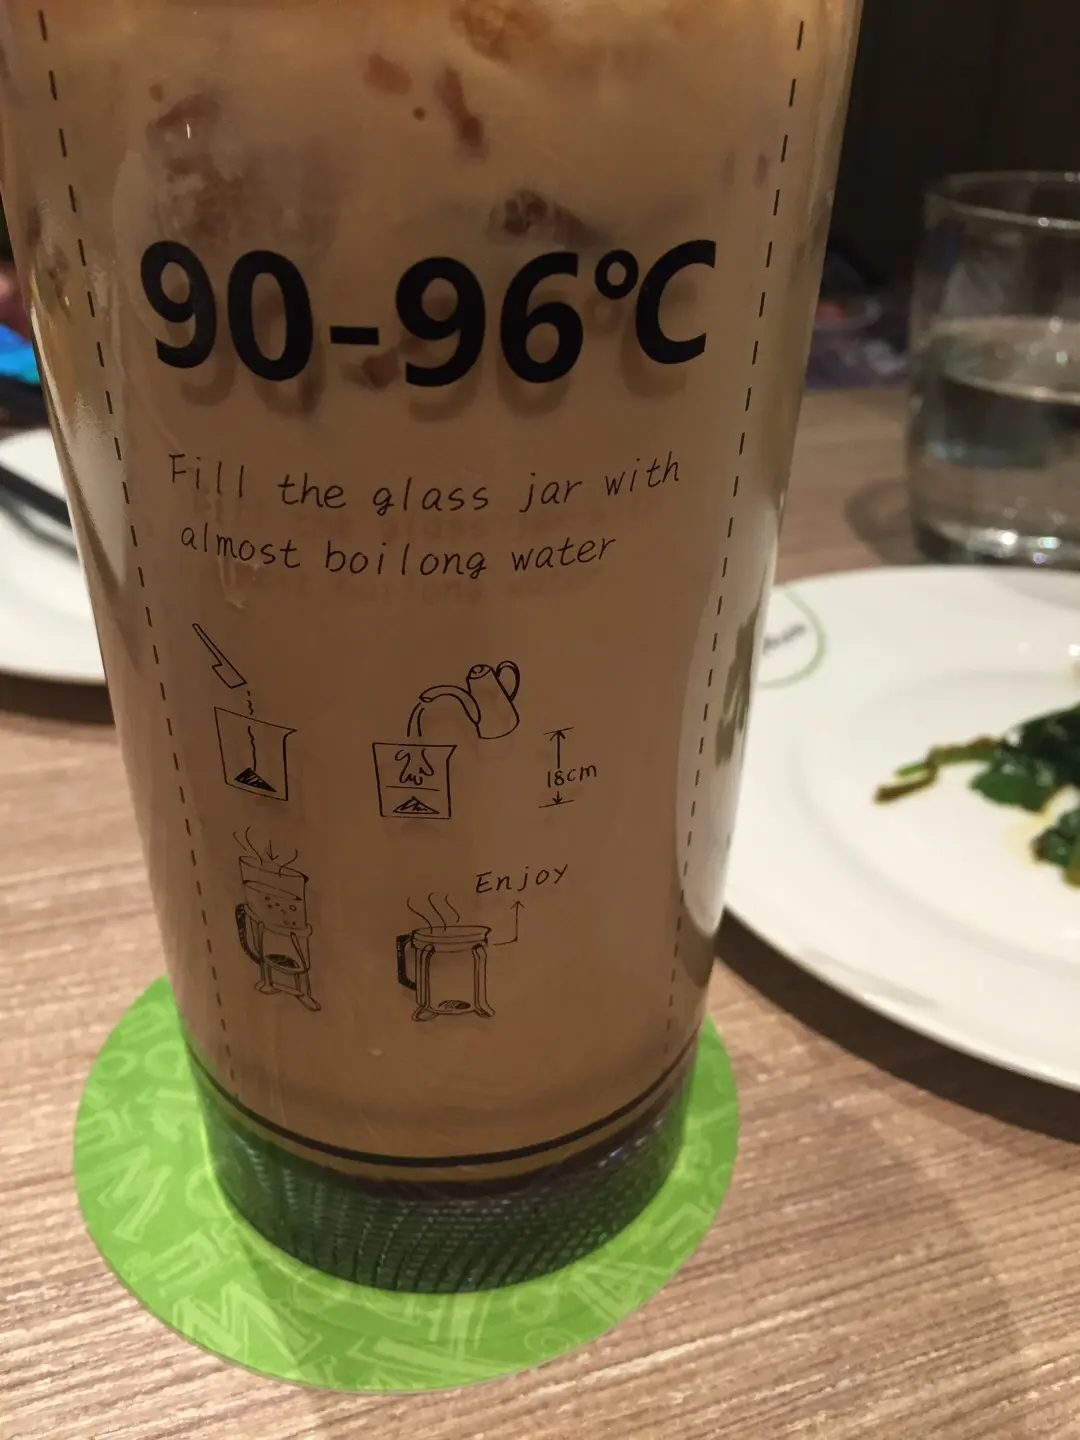 90-96°C
Fill the glass jar with
almost boilong water
18cm
Enjoy